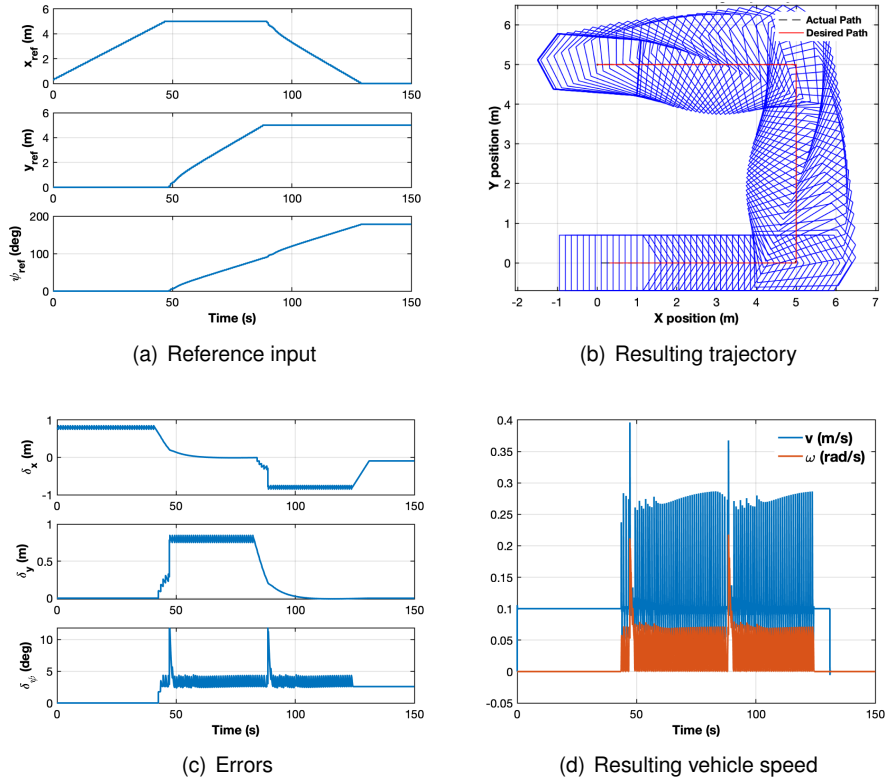 6
4
2
0
x_ref (m)
0 50 100 150
6
4
2
0
y_ref (m)
0 50 100 150
200
100
0
ψ_ref (deg)
0 50 100 150
Time (s)
(a) Reference input
6
5
4
3
2
1
0
Y position (m)
-2 -1 0 1 2 3 4 5 6 7
X position (m)
Actual Path
Desired Path
(b) Resulting trajectory
1
0
-1
δ_x (m)
0 50 100 150
1
0.5
0
δ_y (m)
0 50 100 150
10
5
0
δ_ψ (deg)
0 50 100 150
Time (s)
(c) Errors
0.4
0.35
0.3
0.25
0.2
0.15
0.1
0.05
0
-0.05
v (m/s)
ω (rad/s)
0 50 100 150
Time (s)
(d) Resulting vehicle speed